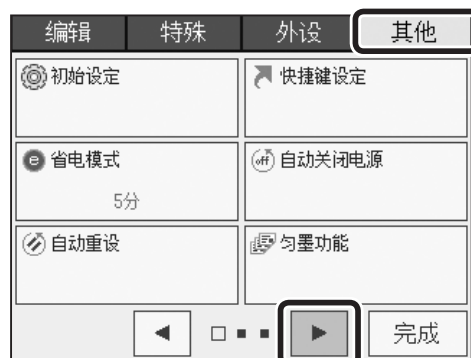 编辑 特殊 外设 其他
初始设定 快捷键设定
省电模式 自动关闭电源
5分
自动重设 匀墨功能
完成